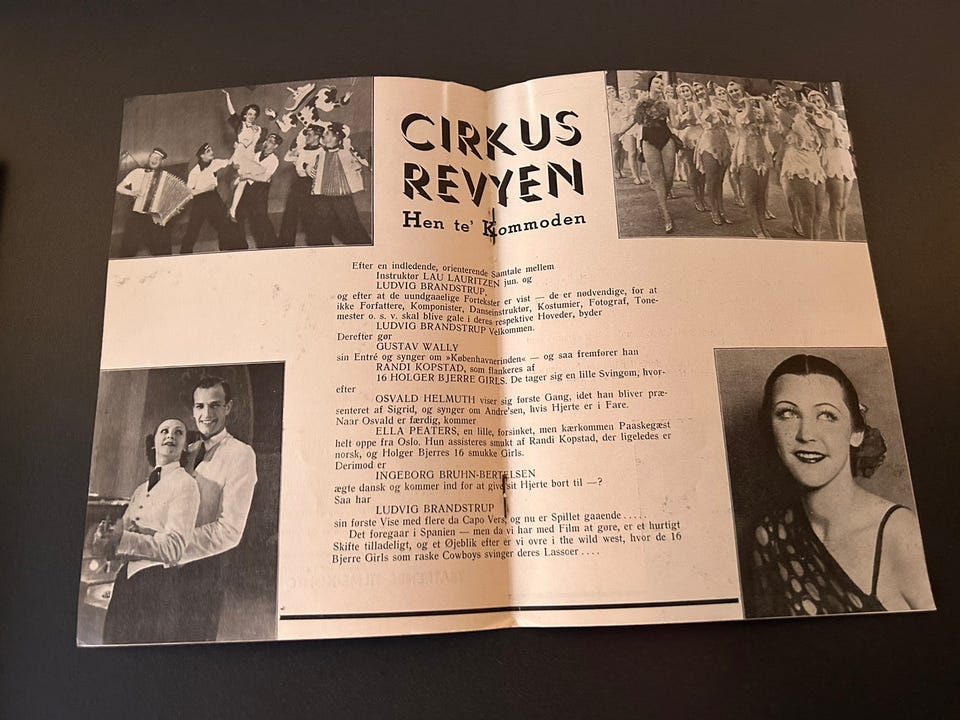 CIRKUS
REVYEN
Hen te' Kommoden
Efter en indledende, orienterende Samtale mellem
Instruktør LAU LAURITZEN jun. og
LUDVIG BRANDSTRUP,
og efter at de uundgaaelige Fortekster er vist — de er nødvendige, for at
ikke Forfattere, Komponister, Danseinstruktør, Kostumier, Fotograf, Tone-
mester o. s. v. skal blive gale i deres respektive Hoveder, byder
LUDVIG BRANDSTRUP Velkommen.
Derefter gør
GUSTAV WALLY
sin Entré og synger om »Københavnerinden« — og saa fremfører han
RANDI KOPSTAD, som flankeres af
16 HOLGER BJERRE GIRLS. De tager sig en lille Svingom, hvor-
efter
OSVALD HELMUTH viser sig første Gang, idet han bliver præ-
senteret af Sigrid, og synger om Andre'sen, hvis Hjerte er i Fare.
Naar Osvald er færdig, kommer
ELLA PEATERS, en lille, forsinket, men kærkommen Paaskegæst
helt oppe fra Oslo. Hun assisteres smukt af Randi Kopstad, der ligeledes er
norsk, og Holger Bjerres 16 smukke Girls.
Derimod er
INGEBORG BRUHN-BERTELSEN
ægte dansk og kommer ind for at give sit Hjerte bort til —?
Saa har
LUDVIG BRANDSTRUP
sin første Vise med flere da Capo Vers, og nu er Spillet gaaende . . . . .
Det foregaar i Spanien — men da vi har med Film at gøre, er et hurtigt
Skifte tilladeligt, og et Øjeblik efter er vi ovre i the wild west, hvor de 16
Bjerre Girls som raske Cowboys svinger deres Lassoer . . . .